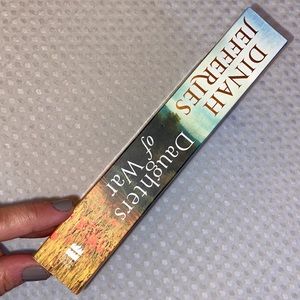 DINAH
JEFFERIES
Daughters
of War